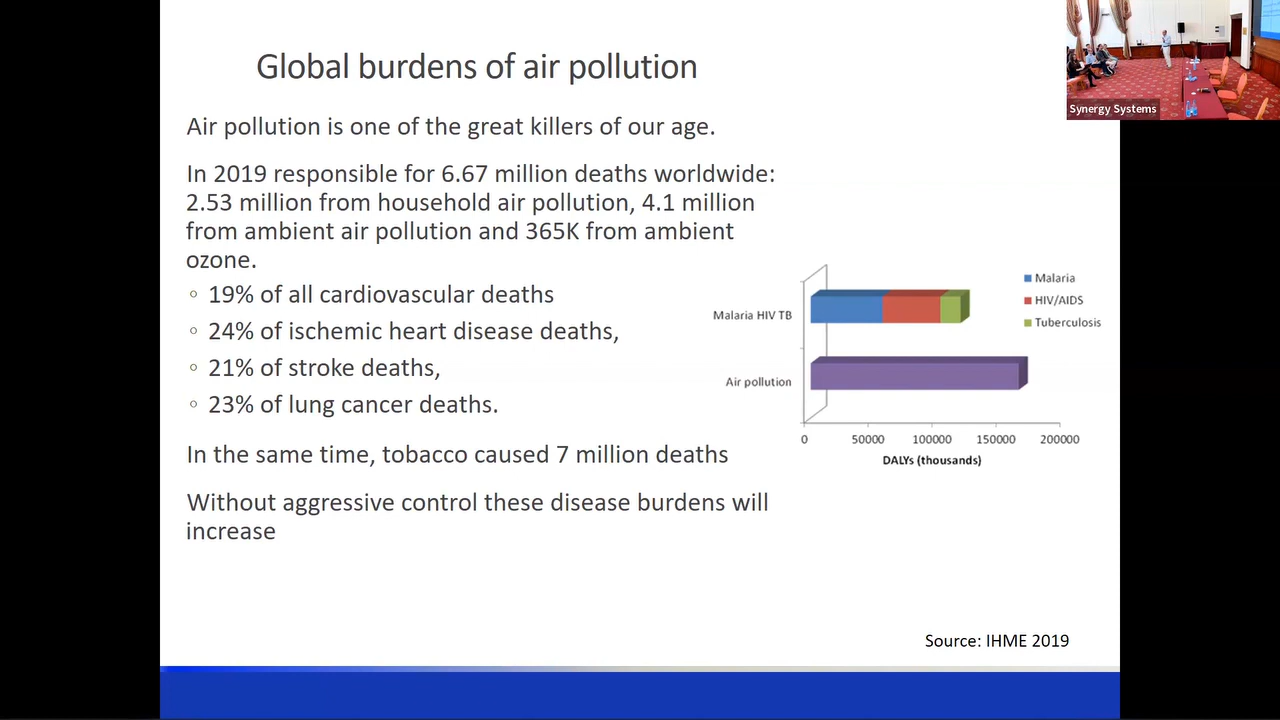 Global burdens of air pollution
Air pollution is one of the great killers of our age.
In 2019 responsible for 6.67 million deaths worldwide:
2.53 million from household air pollution, 4.1 million
from ambient air pollution and 365K from ambient
ozone.
◦ 19% of all cardiovascular deaths
◦ 24% of ischemic heart disease deaths,
◦ 21% of stroke deaths,
◦ 23% of lung cancer deaths.
In the same time, tobacco caused 7 million deaths
Without aggressive control these disease burdens will
increase
Malaria
HIV/AIDS
Tuberculosis
Malaria HIV TB
Air pollution
0 50000 100000 150000 200000
DALYs (thousands)
Source: IHME 2019
Synergy Systems